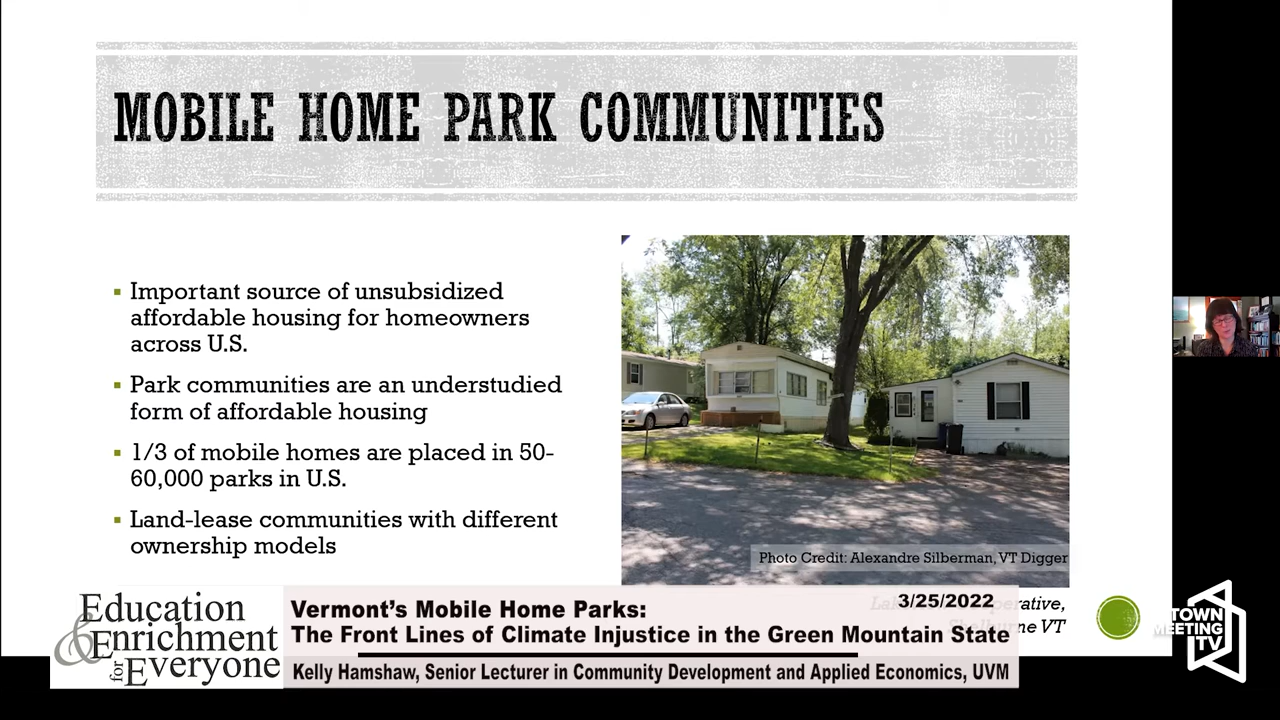 MOBILE HOME PARK COMMUNITIES
▪ Important source of unsubsidized
affordable housing for homeowners
across U.S.
▪ Park communities are an understudied
form of affordable housing
▪ 1/3 of mobile homes are placed in 50-
60,000 parks in U.S.
▪ Land-lease communities with different
ownership models
Photo Credit: Alexandre Silberman, VT Digger
Shelburne VT
Education
& Enrichment
for Everyone
Vermont's Mobile Home Parks:
3/25/2022
The Front Lines of Climate Injustice in the Green Mountain State
Kelly Hamshaw, Senior Lecturer in Community Development and Applied Economics, UVM
TOWN
MEETING
TV